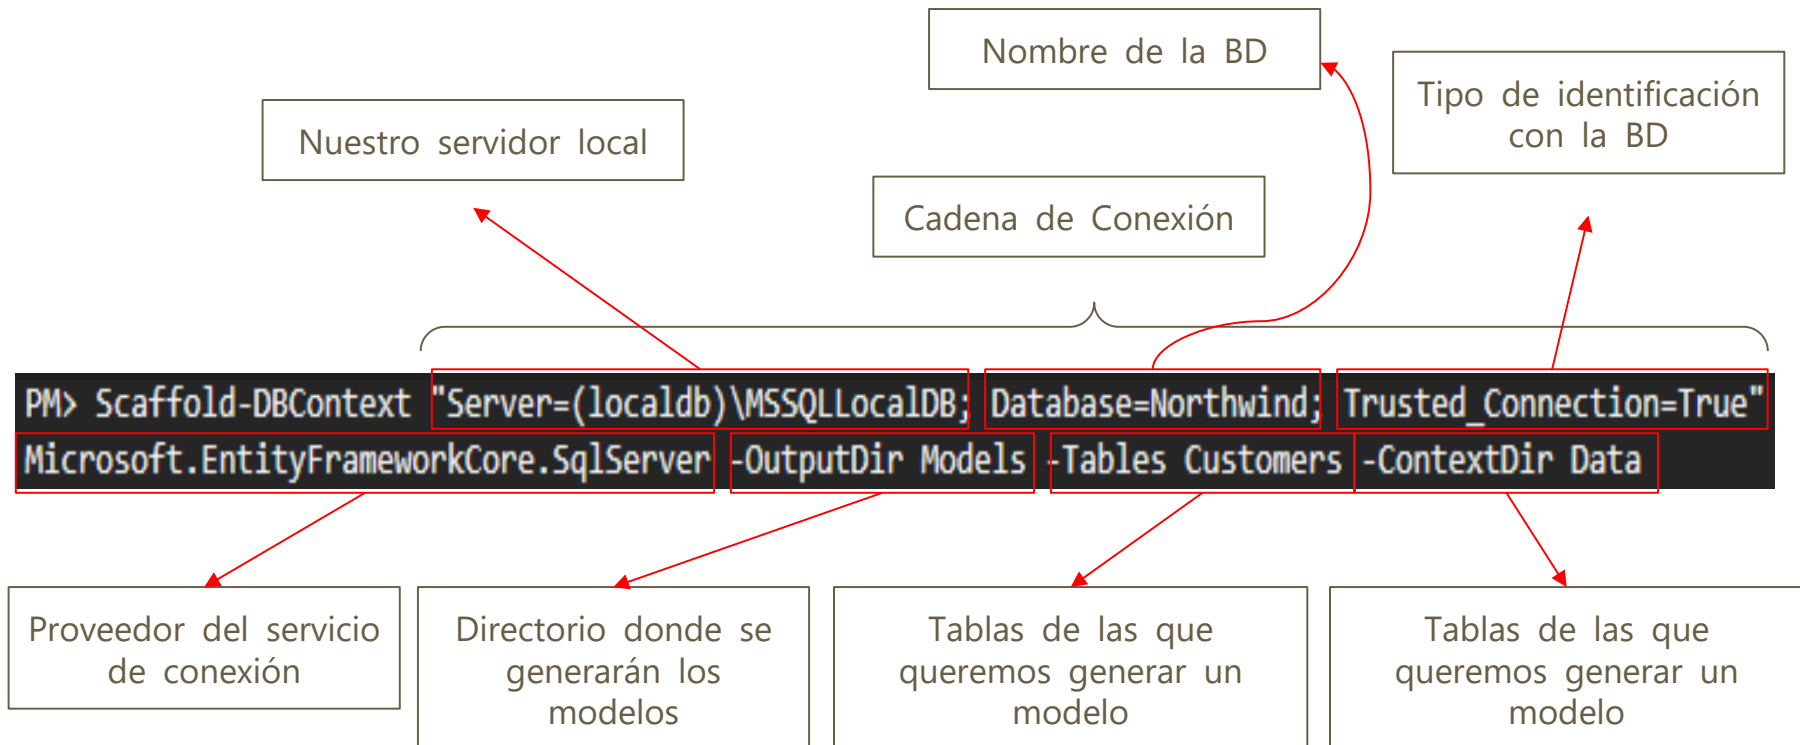 Nombre de la BD
Tipo de identificación
con la BD
Nuestro servidor local
Cadena de Conexión
PM> Scaffold-DBContext "Server=(localdb)\MSSQLLocalDB; Database=Northwind; Trusted_Connection=True"
Microsoft.EntityFrameworkCore.SqlServer -OutputDir Models -Tables Customers -ContextDir Data
Proveedor del servicio
de conexión
Directorio donde se
generarán los
modelos
Tablas de las que
queremos generar un
modelo
Tablas de las que
queremos generar un
modelo